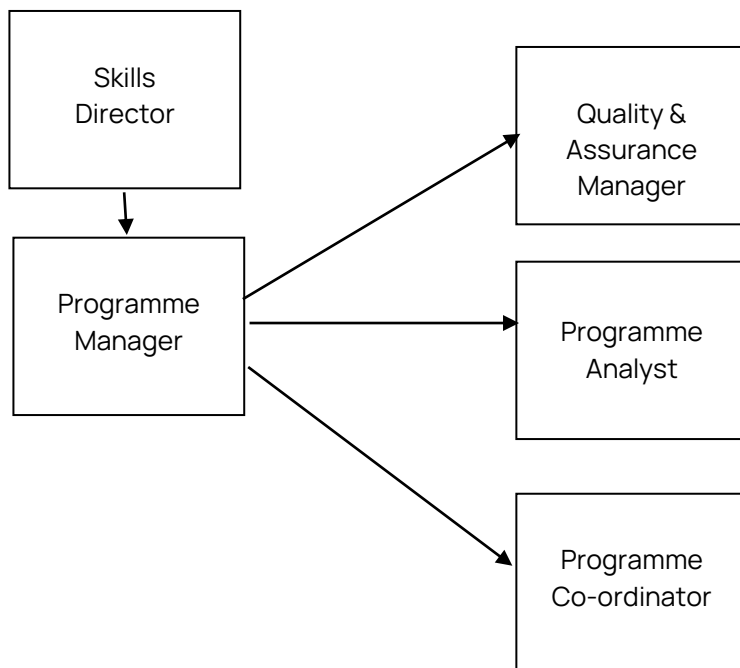 Skills
Director
Programme
Manager
Quality &
Assurance
Manager
Programme
Analyst
Programme
Co-ordinator